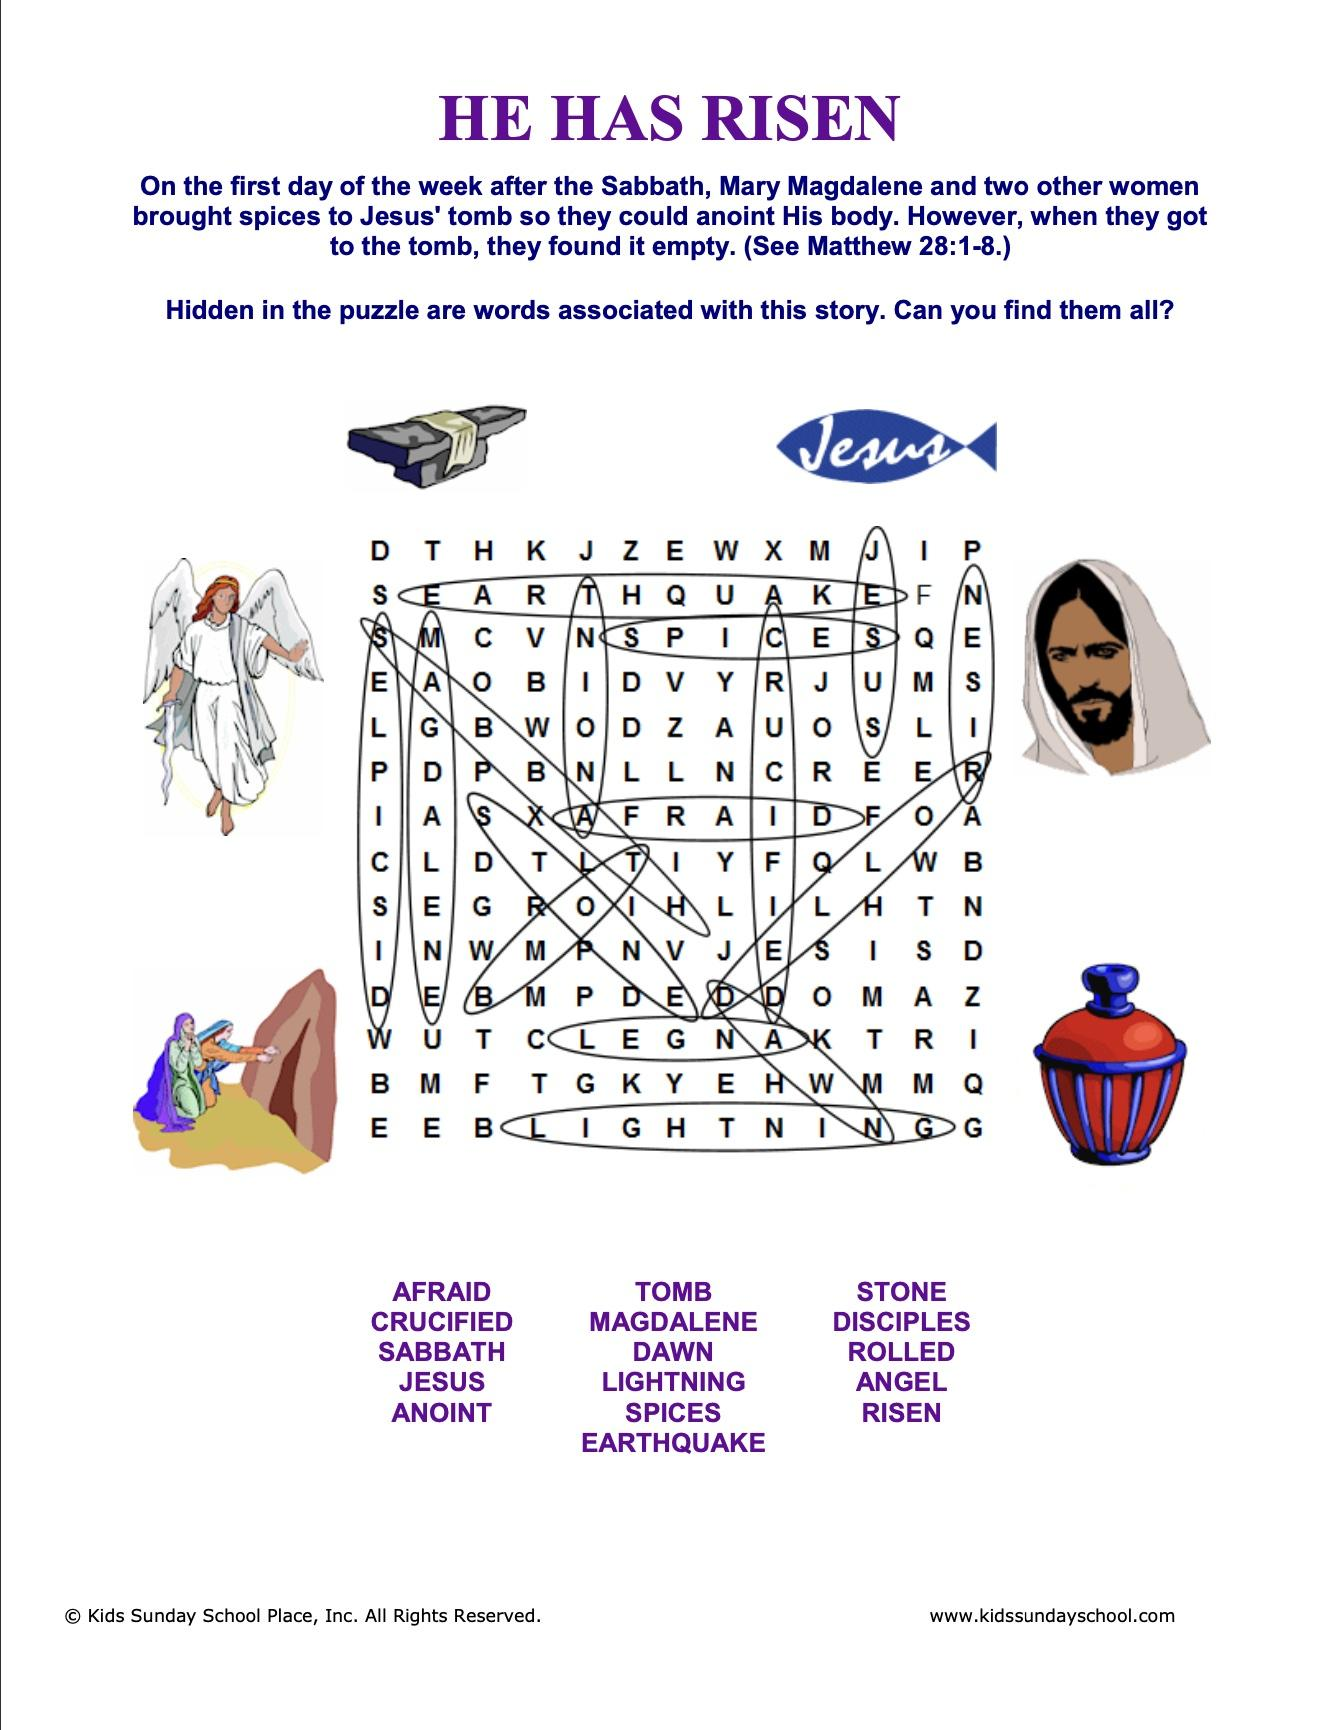 HE HAS RISEN
On the first day of the week after the Sabbath, Mary Magdalene and two other women
brought spices to Jesus' tomb so they could anoint His body. However, when they got
to the tomb, they found it empty. (See Matthew 28:1-8.)
Hidden in the puzzle are words associated with this story. Can you find them all?
Jesus
D T H K J Z E W X M J I P
S E A R T H Q U A K E F N
S M C V N S P I C E S Q E
E A O B I D V Y R J U M S
L G B W O D Z A U O S L I
P D P B N L L N C R E E R
I A S X A F R A I D F O A
C L D T L T I Y F Q L W B
S E G R O I H L I L H T N
I N W M P N V J E S I S D
D E B M P D E D D O M A Z
W U T C L E G N A K T R I
B M F T G K Y E H W M M Q
E E B L I G H T N I N G G
AFRAID TOMB STONE
CRUCIFIED MAGDALENE DISCIPLES
SABBATH DAWN ROLLED
JESUS LIGHTNING ANGEL
ANOINT SPICES RISEN
EARTHQUAKE
© Kids Sunday School Place, Inc. All Rights Reserved. www.kidssundayschool.com